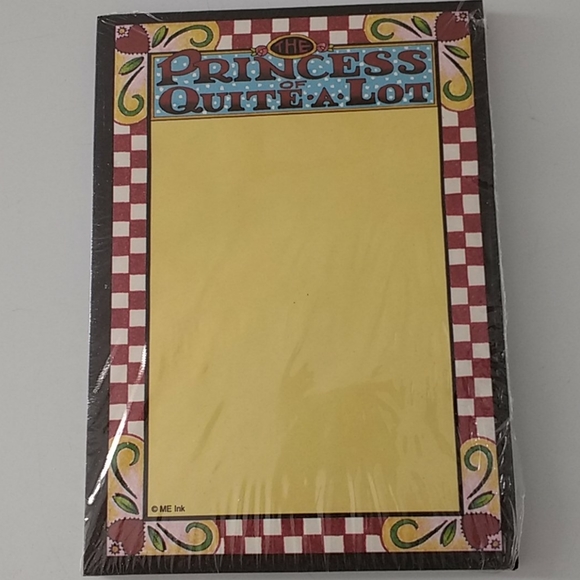 THE
PRINCESS
OF
QUITE·A·LOT
© ME Ink